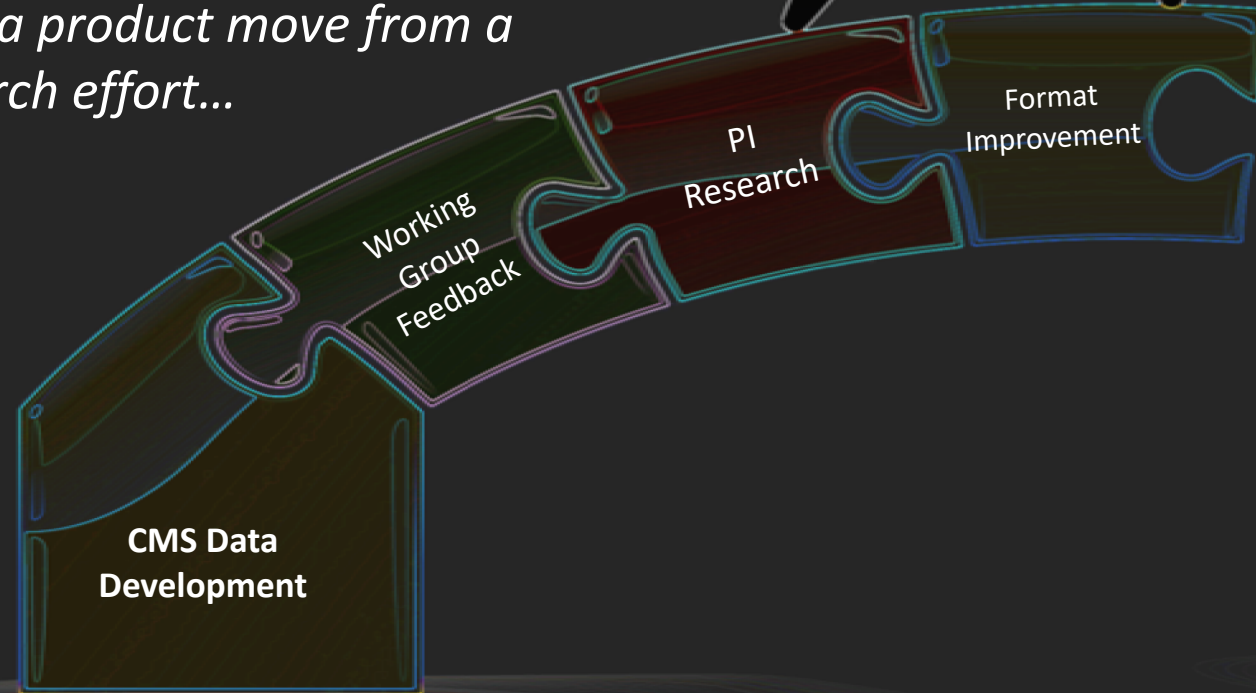 a product move from a
rch effort…
Working
Group
Feedback
PI
Research
Format
Improvement
CMS Data
Development